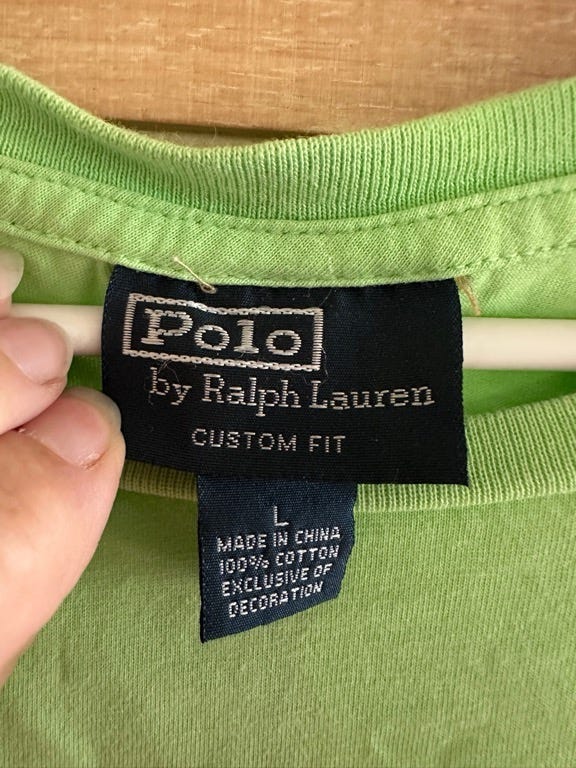 Polo
by Ralph Lauren
CUSTOM FIT
L
MADE IN CHINA
100% COTTON
EXCLUSIVE OF
DECORATION